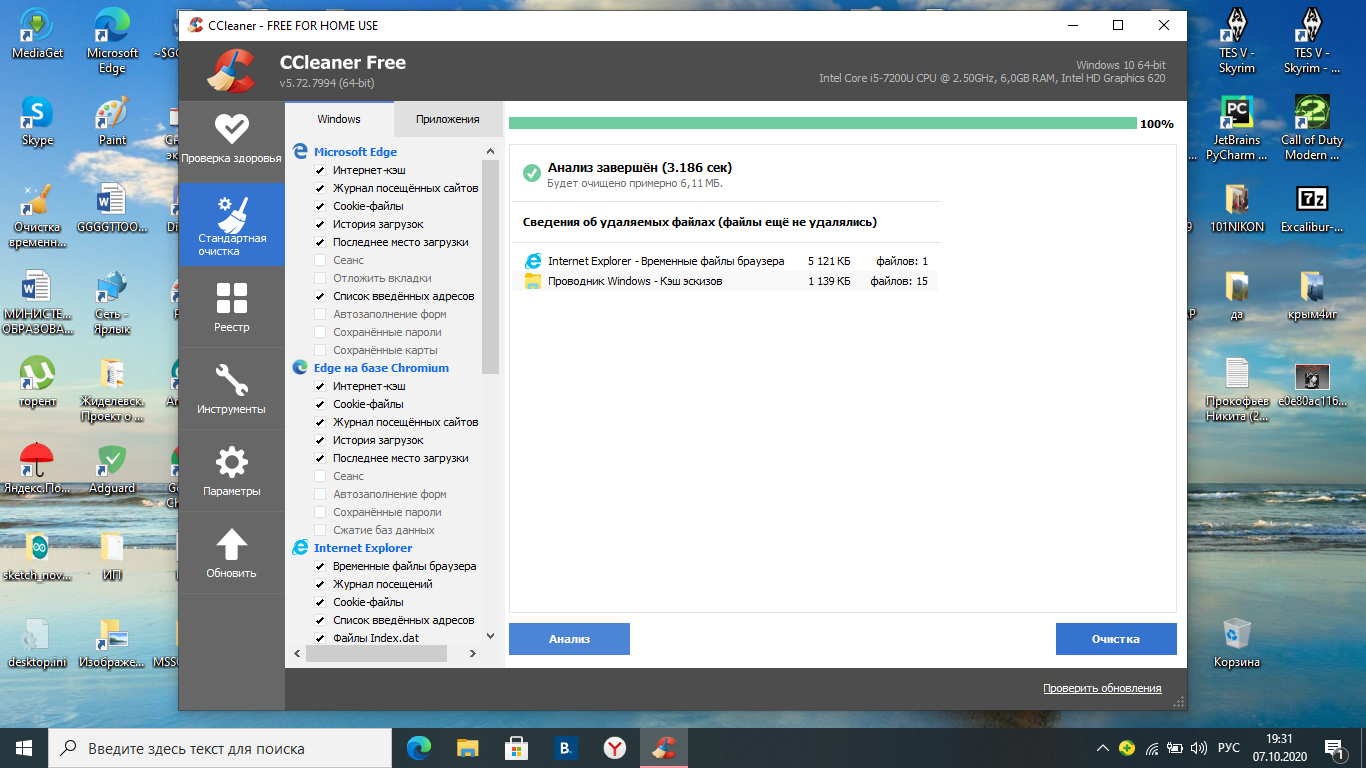 CCleaner - FREE FOR HOME USE
CCleaner Free
v5.72.7994 (64-bit)
Windows 10 64-bit
Intel Core i5-7200U CPU @ 2.50GHz, 6,0GB RAM, Intel HD Graphics 620
Проверка здоровья
Стандартная
очистка
Реестр
Инструменты
Параметры
Обновить
Windows
Приложения
Microsoft Edge
Интернет-кэш
Журнал посещённых сайтов
Cookie-файлы
История загрузок
Последнее место загрузки
Сеанс
Отложить вкладки
Список введённых адресов
Автозаполнение форм
Сохранённые пароли
Сохранённые карты
Edge на базе Chromium
Интернет-кэш
Cookie-файлы
Журнал посещённых сайтов
История загрузок
Последнее место загрузки
Сеанс
Автозаполнение форм
Сохранённые пароли
Сжатие баз данных
Internet Explorer
Временные файлы браузера
Журнал посещений
Cookie-файлы
Список введённых адресов
Файлы Index.dat
100%
Анализ завершён (3.186 сек)
Будет очищено примерно 6,11 МБ.
Сведения об удаляемых файлах (файлы ещё не удалялись)
Internet Explorer - Временные файлы браузера 5 121 КБ файлов: 1
Проводник Windows - Кэш эскизов 1 139 КБ файлов: 15
Анализ
Очистка
Проверить обновления
MediaGet
Microsoft
Edge
~$GC
Skype
Paint
Очистка
временн...
GGGGTTOO...
МИНИСТЕ...
ОБРАЗОВА...
Сеть -
Ярлык
торент
Жиделевск.
Проект о ...
Яндекс.По...
Adguard
sketch_nov...
ИП
desktop.ini
Изображе...
MSSC
TES V -
Skyrim
TES V -
Skyrim - ...
PC
JetBrains
PyCharm ...
Call of Duty
Modern ...
101NIKON
7z
Excalibur-...
да
крым4иг
Прокофьев
Никита (2...
e0e80ac116...
Корзина
Введите здесь текст для поиска
B.
Y
РУС
19:31
07.10.2020
1